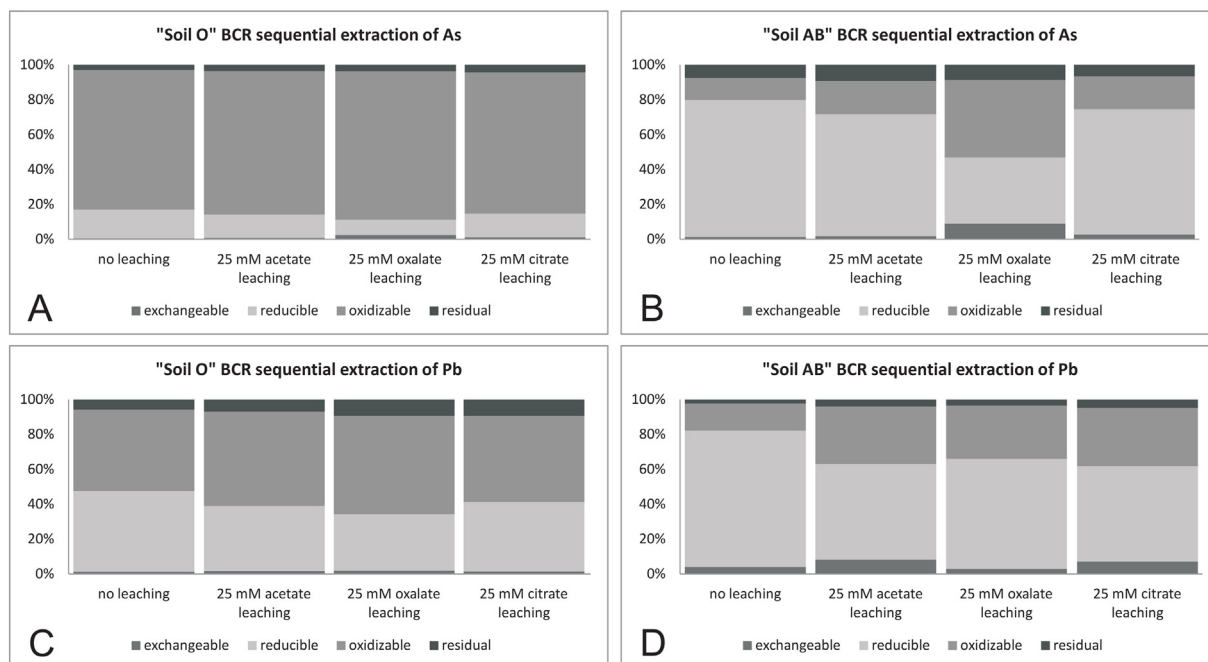 "Soil O" BCR sequential extraction of As
100%
80%
60%
40%
20%
0%
no leaching
25 mM acetate
leaching
25 mM oxalate
leaching
25 mM citrate
leaching
exchangeable reducible oxidizable residual
A
"Soil AB" BCR sequential extraction of As
100%
80%
60%
40%
20%
0%
no leaching
25 mM acetate
leaching
25 mM oxalate
leaching
25 mM citrate
leaching
exchangeable reducible oxidizable residual
B
"Soil O" BCR sequential extraction of Pb
100%
80%
60%
40%
20%
0%
no leaching
25 mM acetate
leaching
25 mM oxalate
leaching
25 mM citrate
leaching
exchangeable reducible oxidizable residual
C
"Soil AB" BCR sequential extraction of Pb
100%
80%
60%
40%
20%
0%
no leaching
25 mM acetate
leaching
25 mM oxalate
leaching
25 mM citrate
leaching
exchangeable reducible oxidizable residual
D